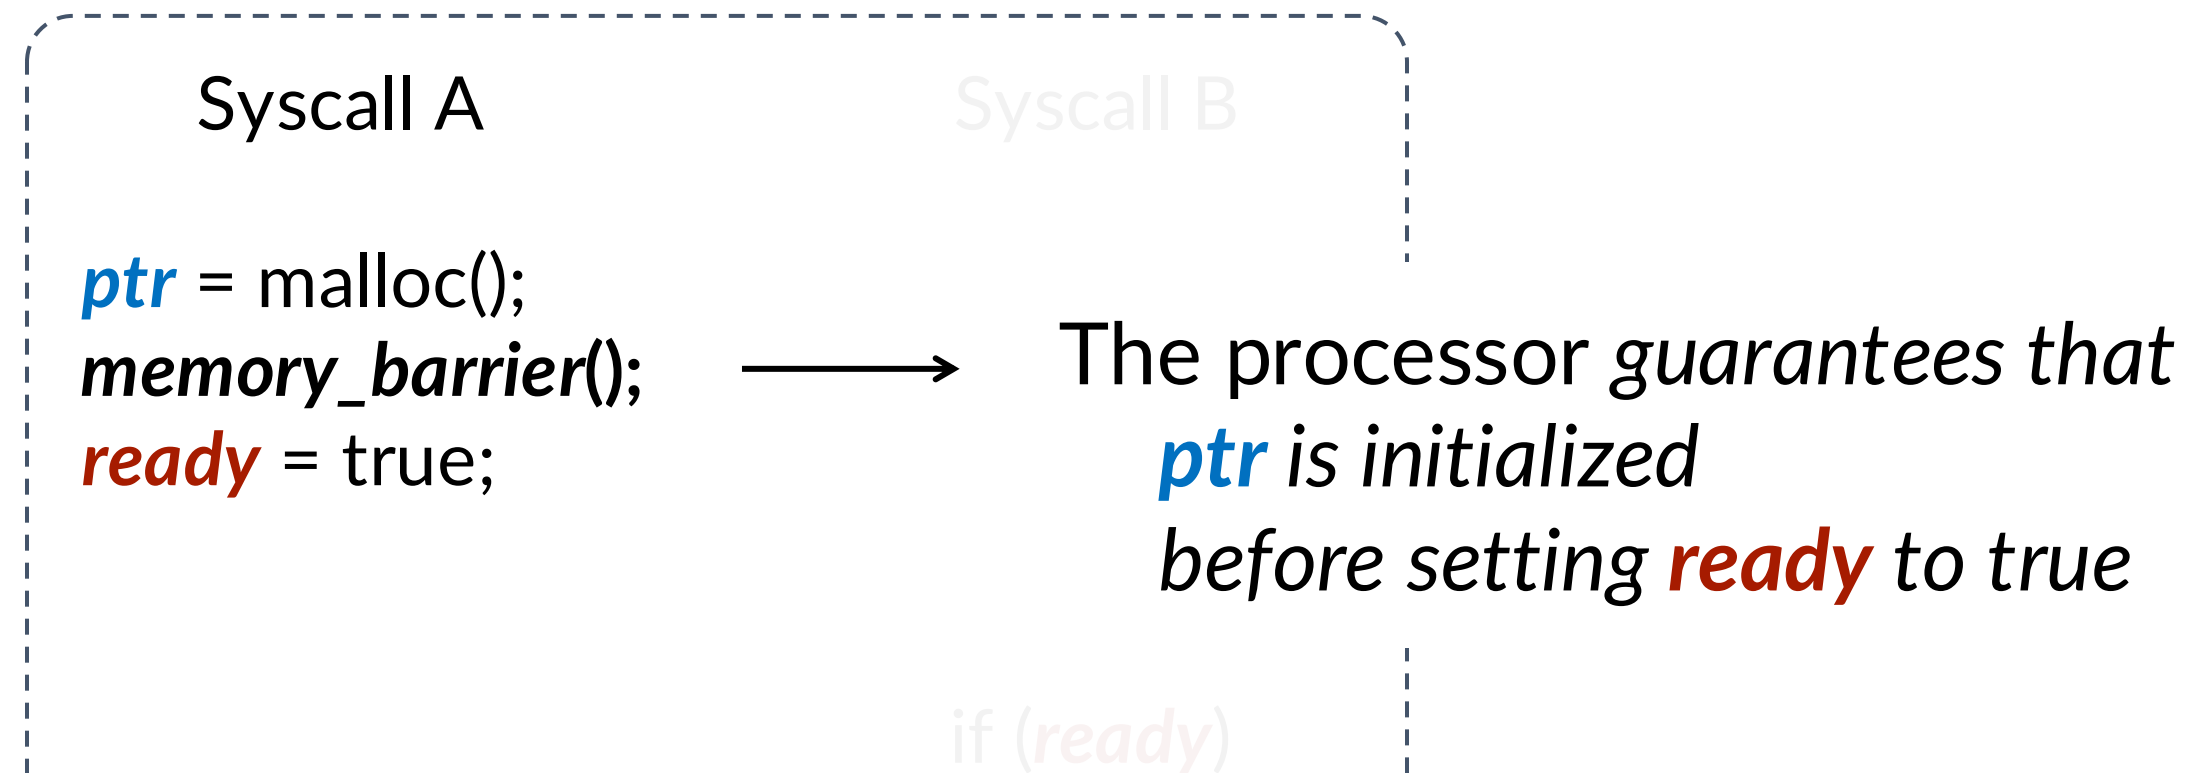 Syscall A
Syscall B
ptr = malloc();
memory_barrier();
ready = true;
The processor guarantees that
ptr is initialized
before setting ready to true
if (ready)